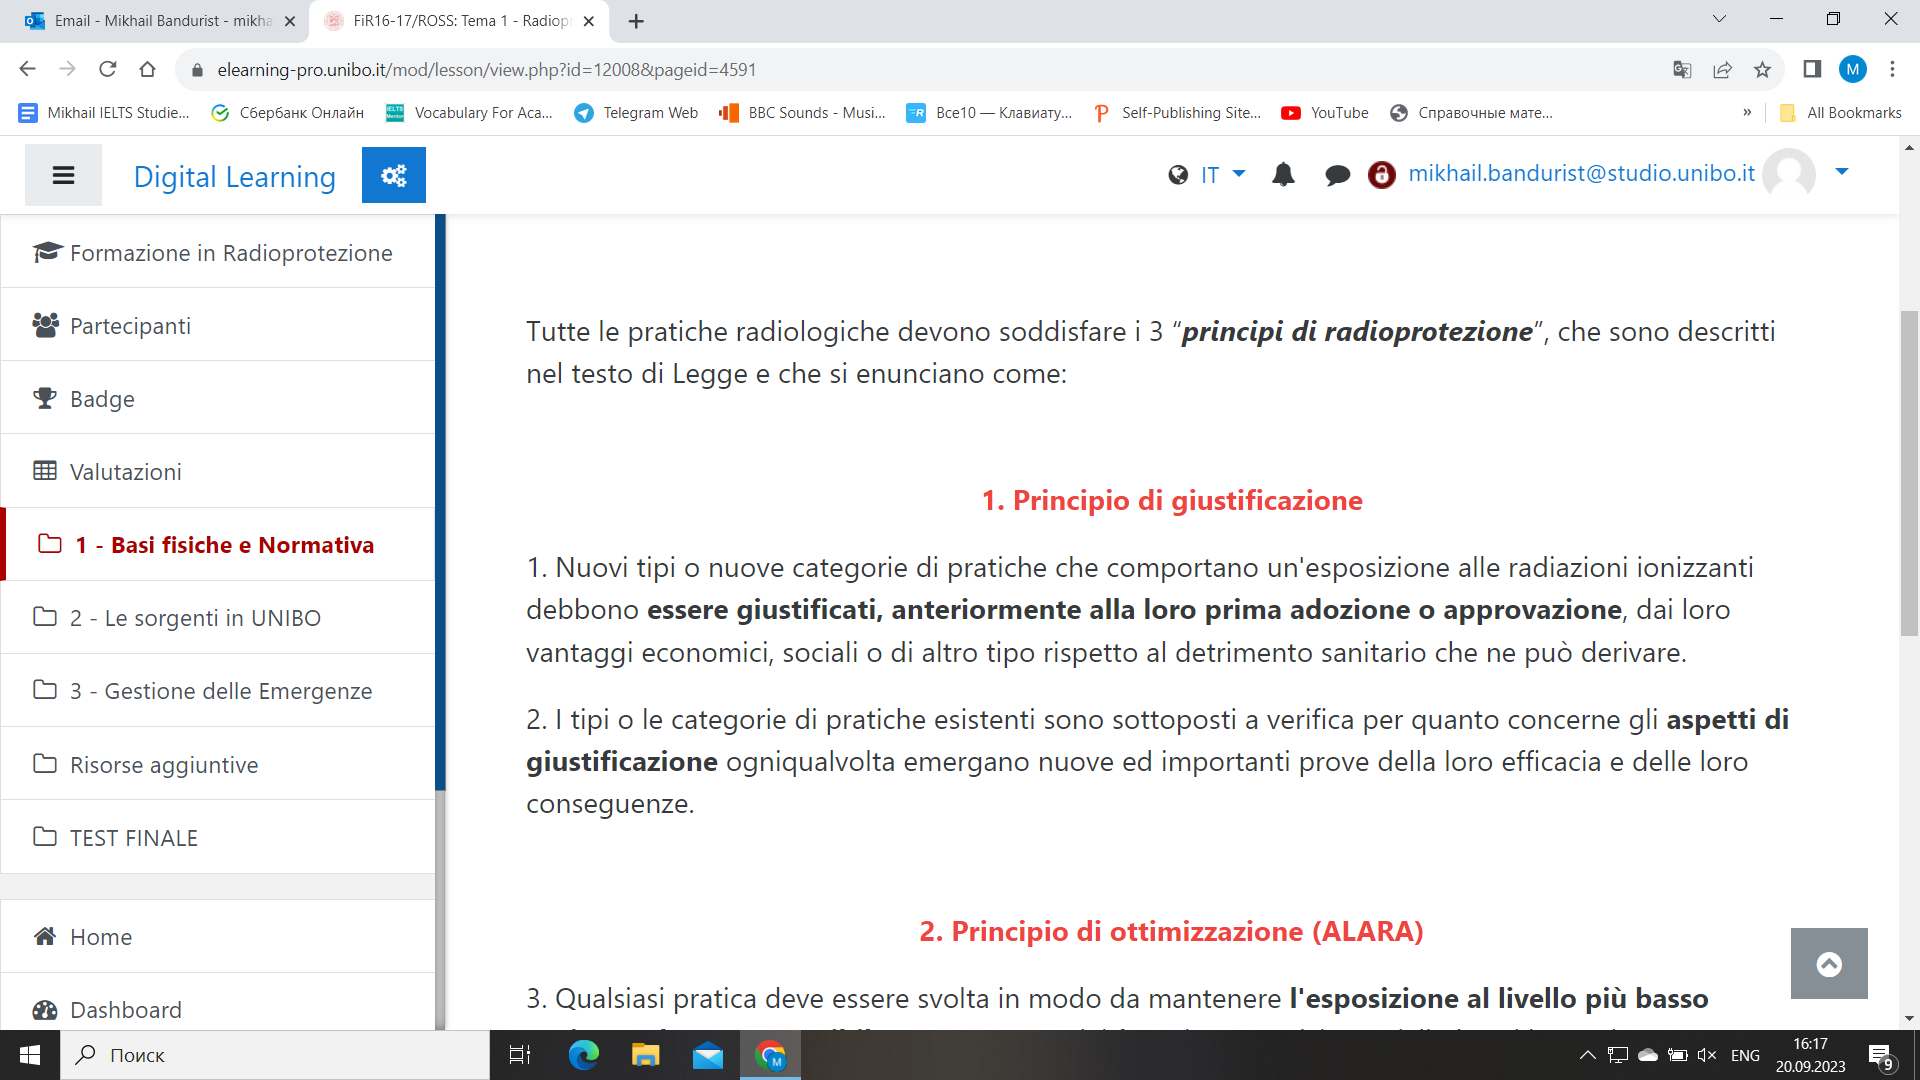 Email - Mikhail Bandurist - mikha
FiR16-17/ROSS: Tema 1 - Radiop
elearning-pro.unibo.it/mod/lesson/view.php?id=12008&pageid=4591
M
Mikhail IELTS Studie...
Сбербанк Онлайн
Vocabulary For Aca...
Telegram Web
BBC Sounds - Musi...
Все10 — Клавиату...
Self-Publishing Site...
YouTube
Справочные мате...
»
All Bookmarks
Digital Learning
IT
mikhail.bandurist@studio.unibo.it
Formazione in Radioprotezione
Partecipanti
Badge
Valutazioni
1 - Basi fisiche e Normativa
2 - Le sorgenti in UNIBO
3 - Gestione delle Emergenze
Risorse aggiuntive
TEST FINALE
Home
Dashboard
Tutte le pratiche radiologiche devono soddisfare i 3 “principi di radioprotezione”, che sono descritti
nel testo di Legge e che si enunciano come:
1. Principio di giustificazione
1. Nuovi tipi o nuove categorie di pratiche che comportano un'esposizione alle radiazioni ionizzanti
debbono essere giustificati, anteriormente alla loro prima adozione o approvazione, dai loro
vantaggi economici, sociali o di altro tipo rispetto al detrimento sanitario che ne può derivare.
2. I tipi o le categorie di pratiche esistenti sono sottoposti a verifica per quanto concerne gli aspetti di
giustificazione ogniqualvolta emergano nuove ed importanti prove della loro efficacia e delle loro
conseguenze.
2. Principio di ottimizzazione (ALARA)
3. Qualsiasi pratica deve essere svolta in modo da mantenere l'esposizione al livello più basso
Поиск
M
ENG
16:17
20.09.2023
9